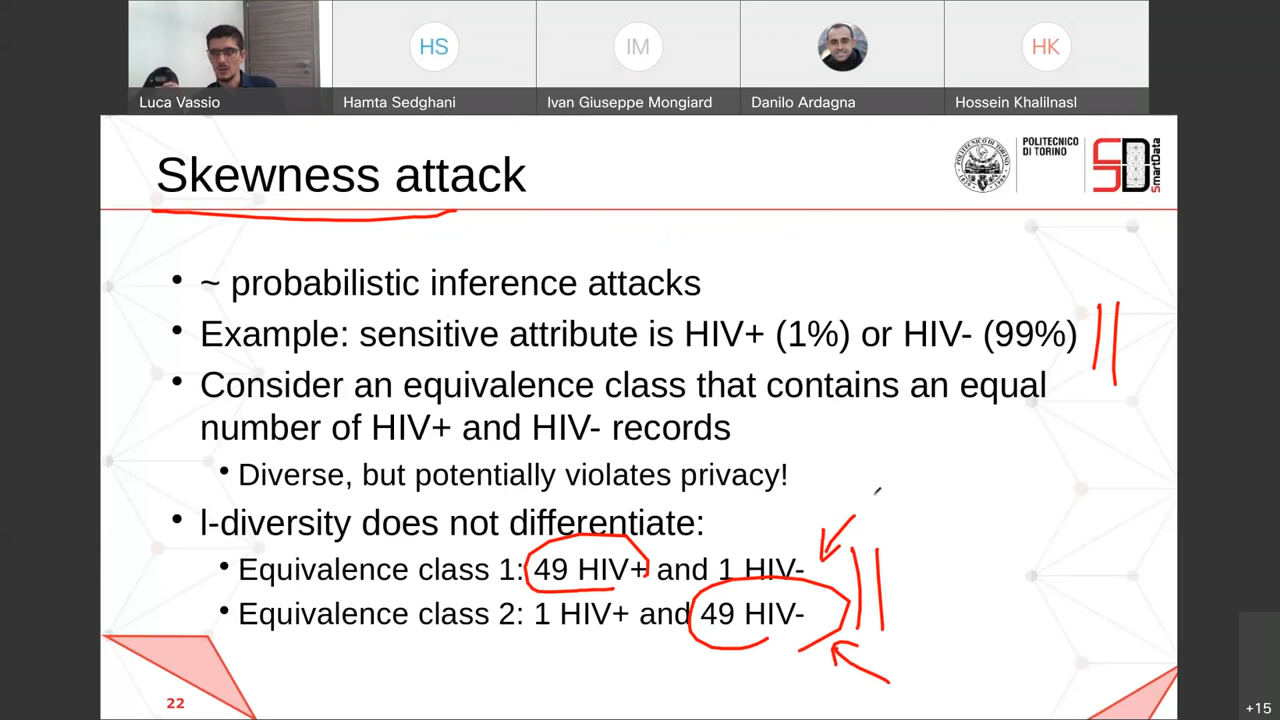 HS
IM
HK
Luca Vassio
Hamta Sedghani
Ivan Giuseppe Mongiard
Danilo Ardagna
Hossein Khalilnasl
Skewness attack
POLITECNICO
DI TORINO
SmartData
• ~ probabilistic inference attacks
• Example: sensitive attribute is HIV+ (1%) or HIV- (99%)
• Consider an equivalence class that contains an equal
number of HIV+ and HIV- records
• Diverse, but potentially violates privacy!
• l-diversity does not differentiate:
• Equivalence class 1: 49 HIV+ and 1 HIV-
• Equivalence class 2: 1 HIV+ and 49 HIV-
22
+15